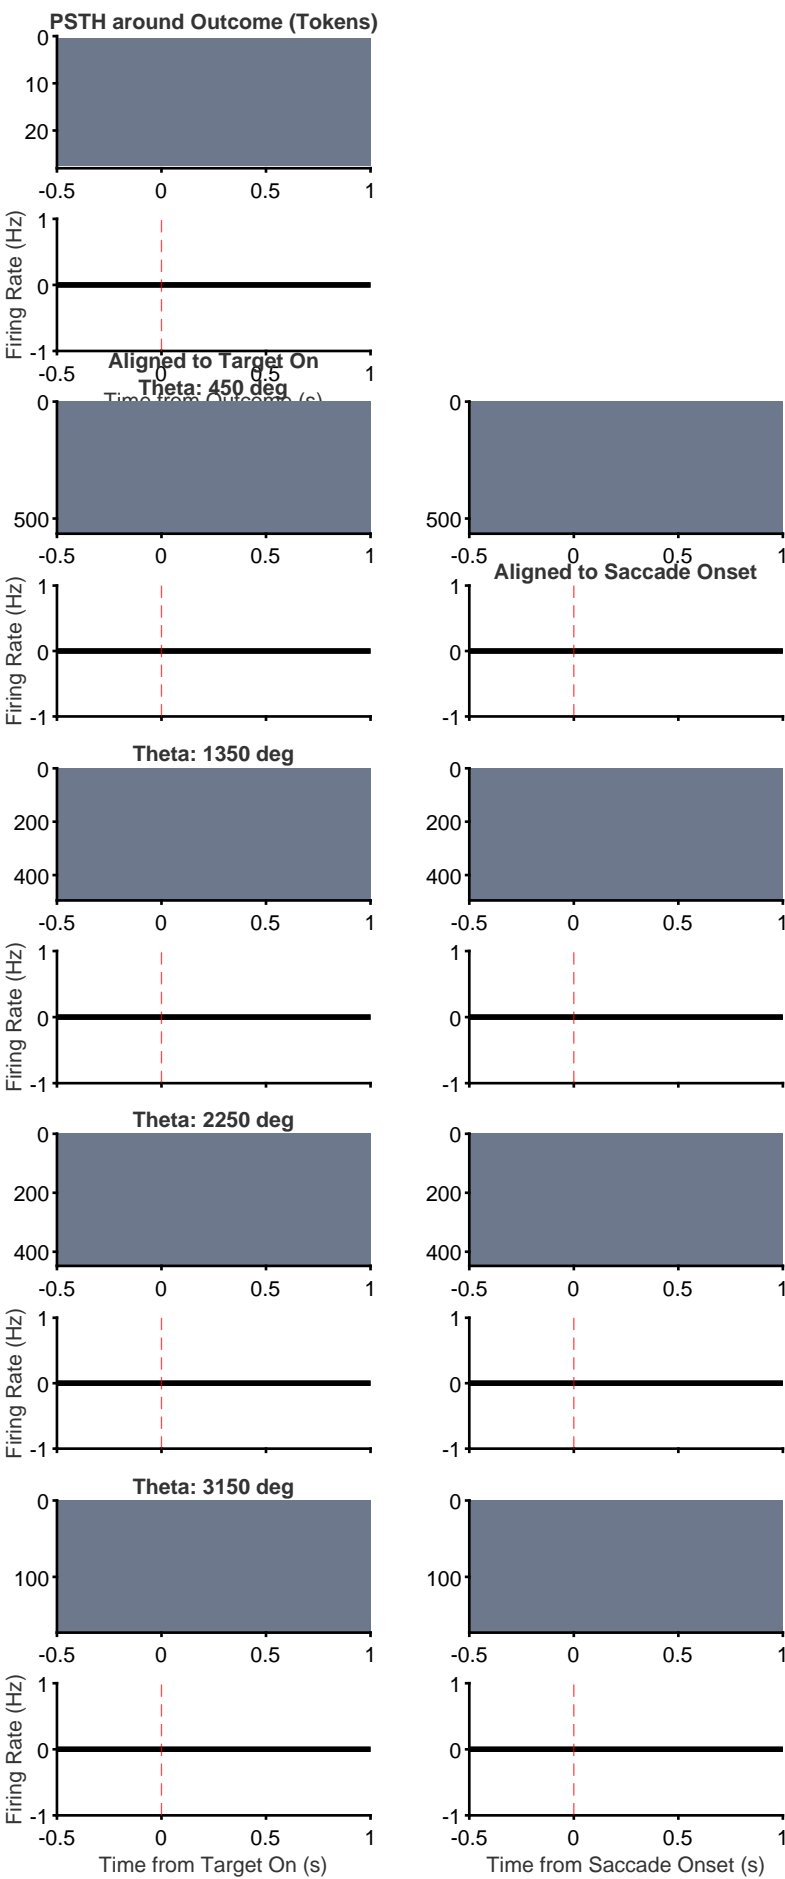 PSTH around Outcome (Tokens)
0
10
20
-0.5 0 0.5 1
Firing Rate (Hz)
1
0
-1
-0.5 0 0.5 1
Time from Outcome (s)
Aligned to Target On
Theta: 450 deg
0
500
-0.5 0 0.5 1
0
500
-0.5 0 0.5 1
Firing Rate (Hz)
1
0
-1
Aligned to Saccade Onset
1
0
-1
Theta: 1350 deg
0
200
400
-0.5 0 0.5 1
0
200
400
-0.5 0 0.5 1
Firing Rate (Hz)
1
0
-1
1
0
-1
Theta: 2250 deg
0
200
400
-0.5 0 0.5 1
0
200
400
-0.5 0 0.5 1
Firing Rate (Hz)
1
0
-1
1
0
-1
Theta: 3150 deg
0
100
-0.5 0 0.5 1
0
100
-0.5 0 0.5 1
Firing Rate (Hz)
1
0
-1
-0.5 0 0.5 1
Time from Target On (s)
1
0
-1
-0.5 0 0.5 1
Time from Saccade Onset (s)